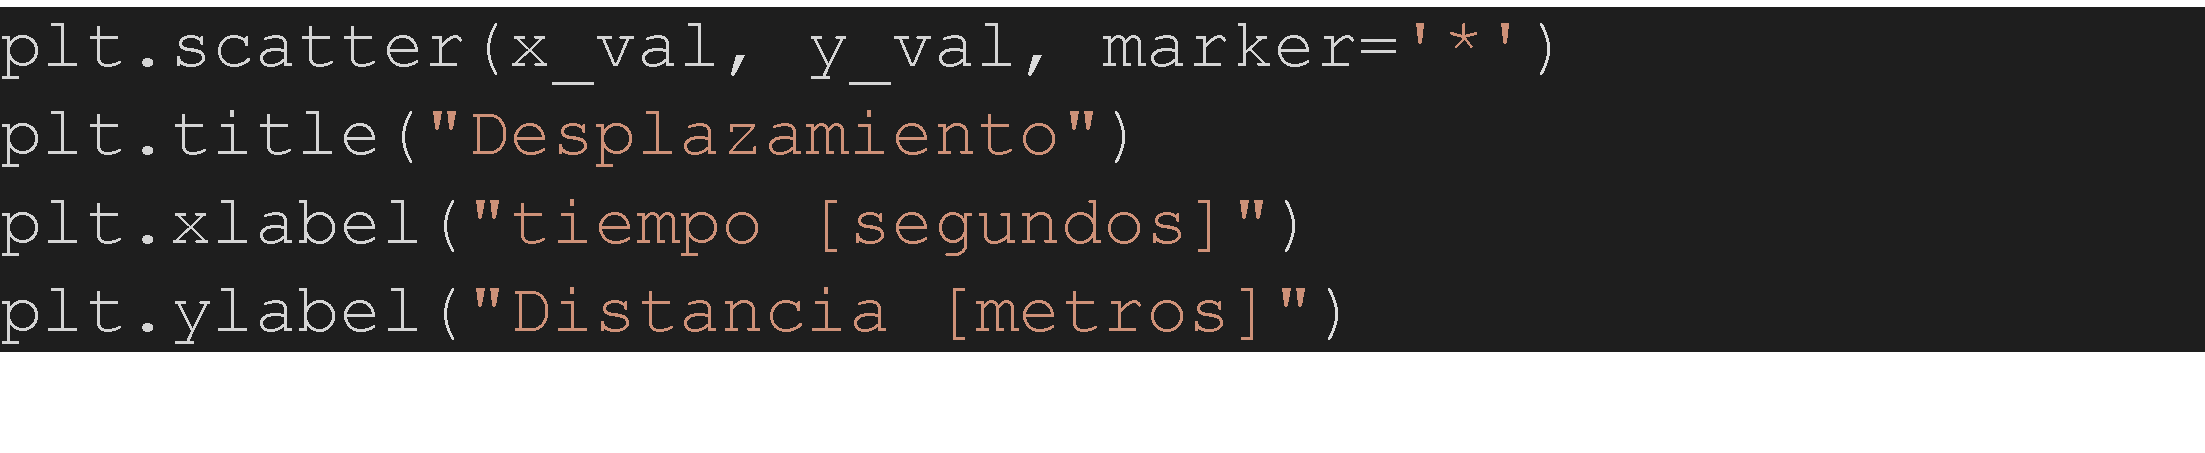 plt.scatter(x_val, y_val, marker='*')
plt.title("Desplazamiento")
plt.xlabel("tiempo [segundos]")
plt.ylabel("Distancia [metros]")